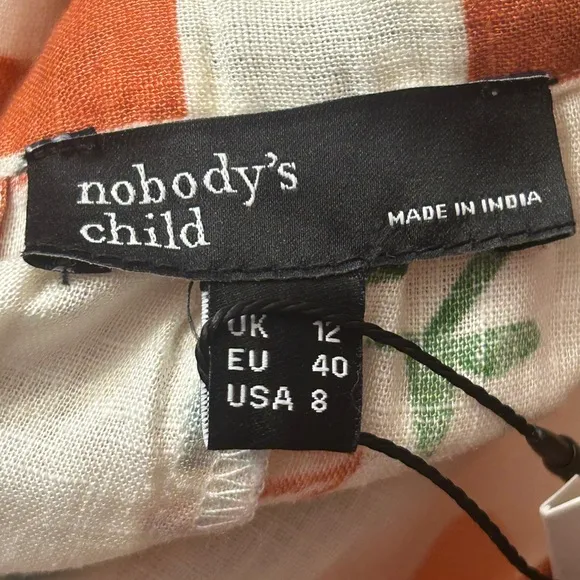 nobody's
child
MADE IN INDIA
UK 12
EU 40
USA 8